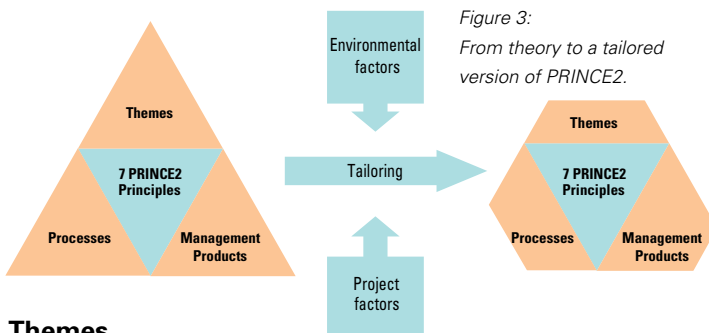 Figure 3:
From theory to a tailored
version of PRINCE2.
Environmental
factors
Themes
7 PRINCE2
Principles
Processes
Management
Products
Tailoring
Themes
7 PRINCE2
Principles
Processes
Management
Products
Project
factors
Themes